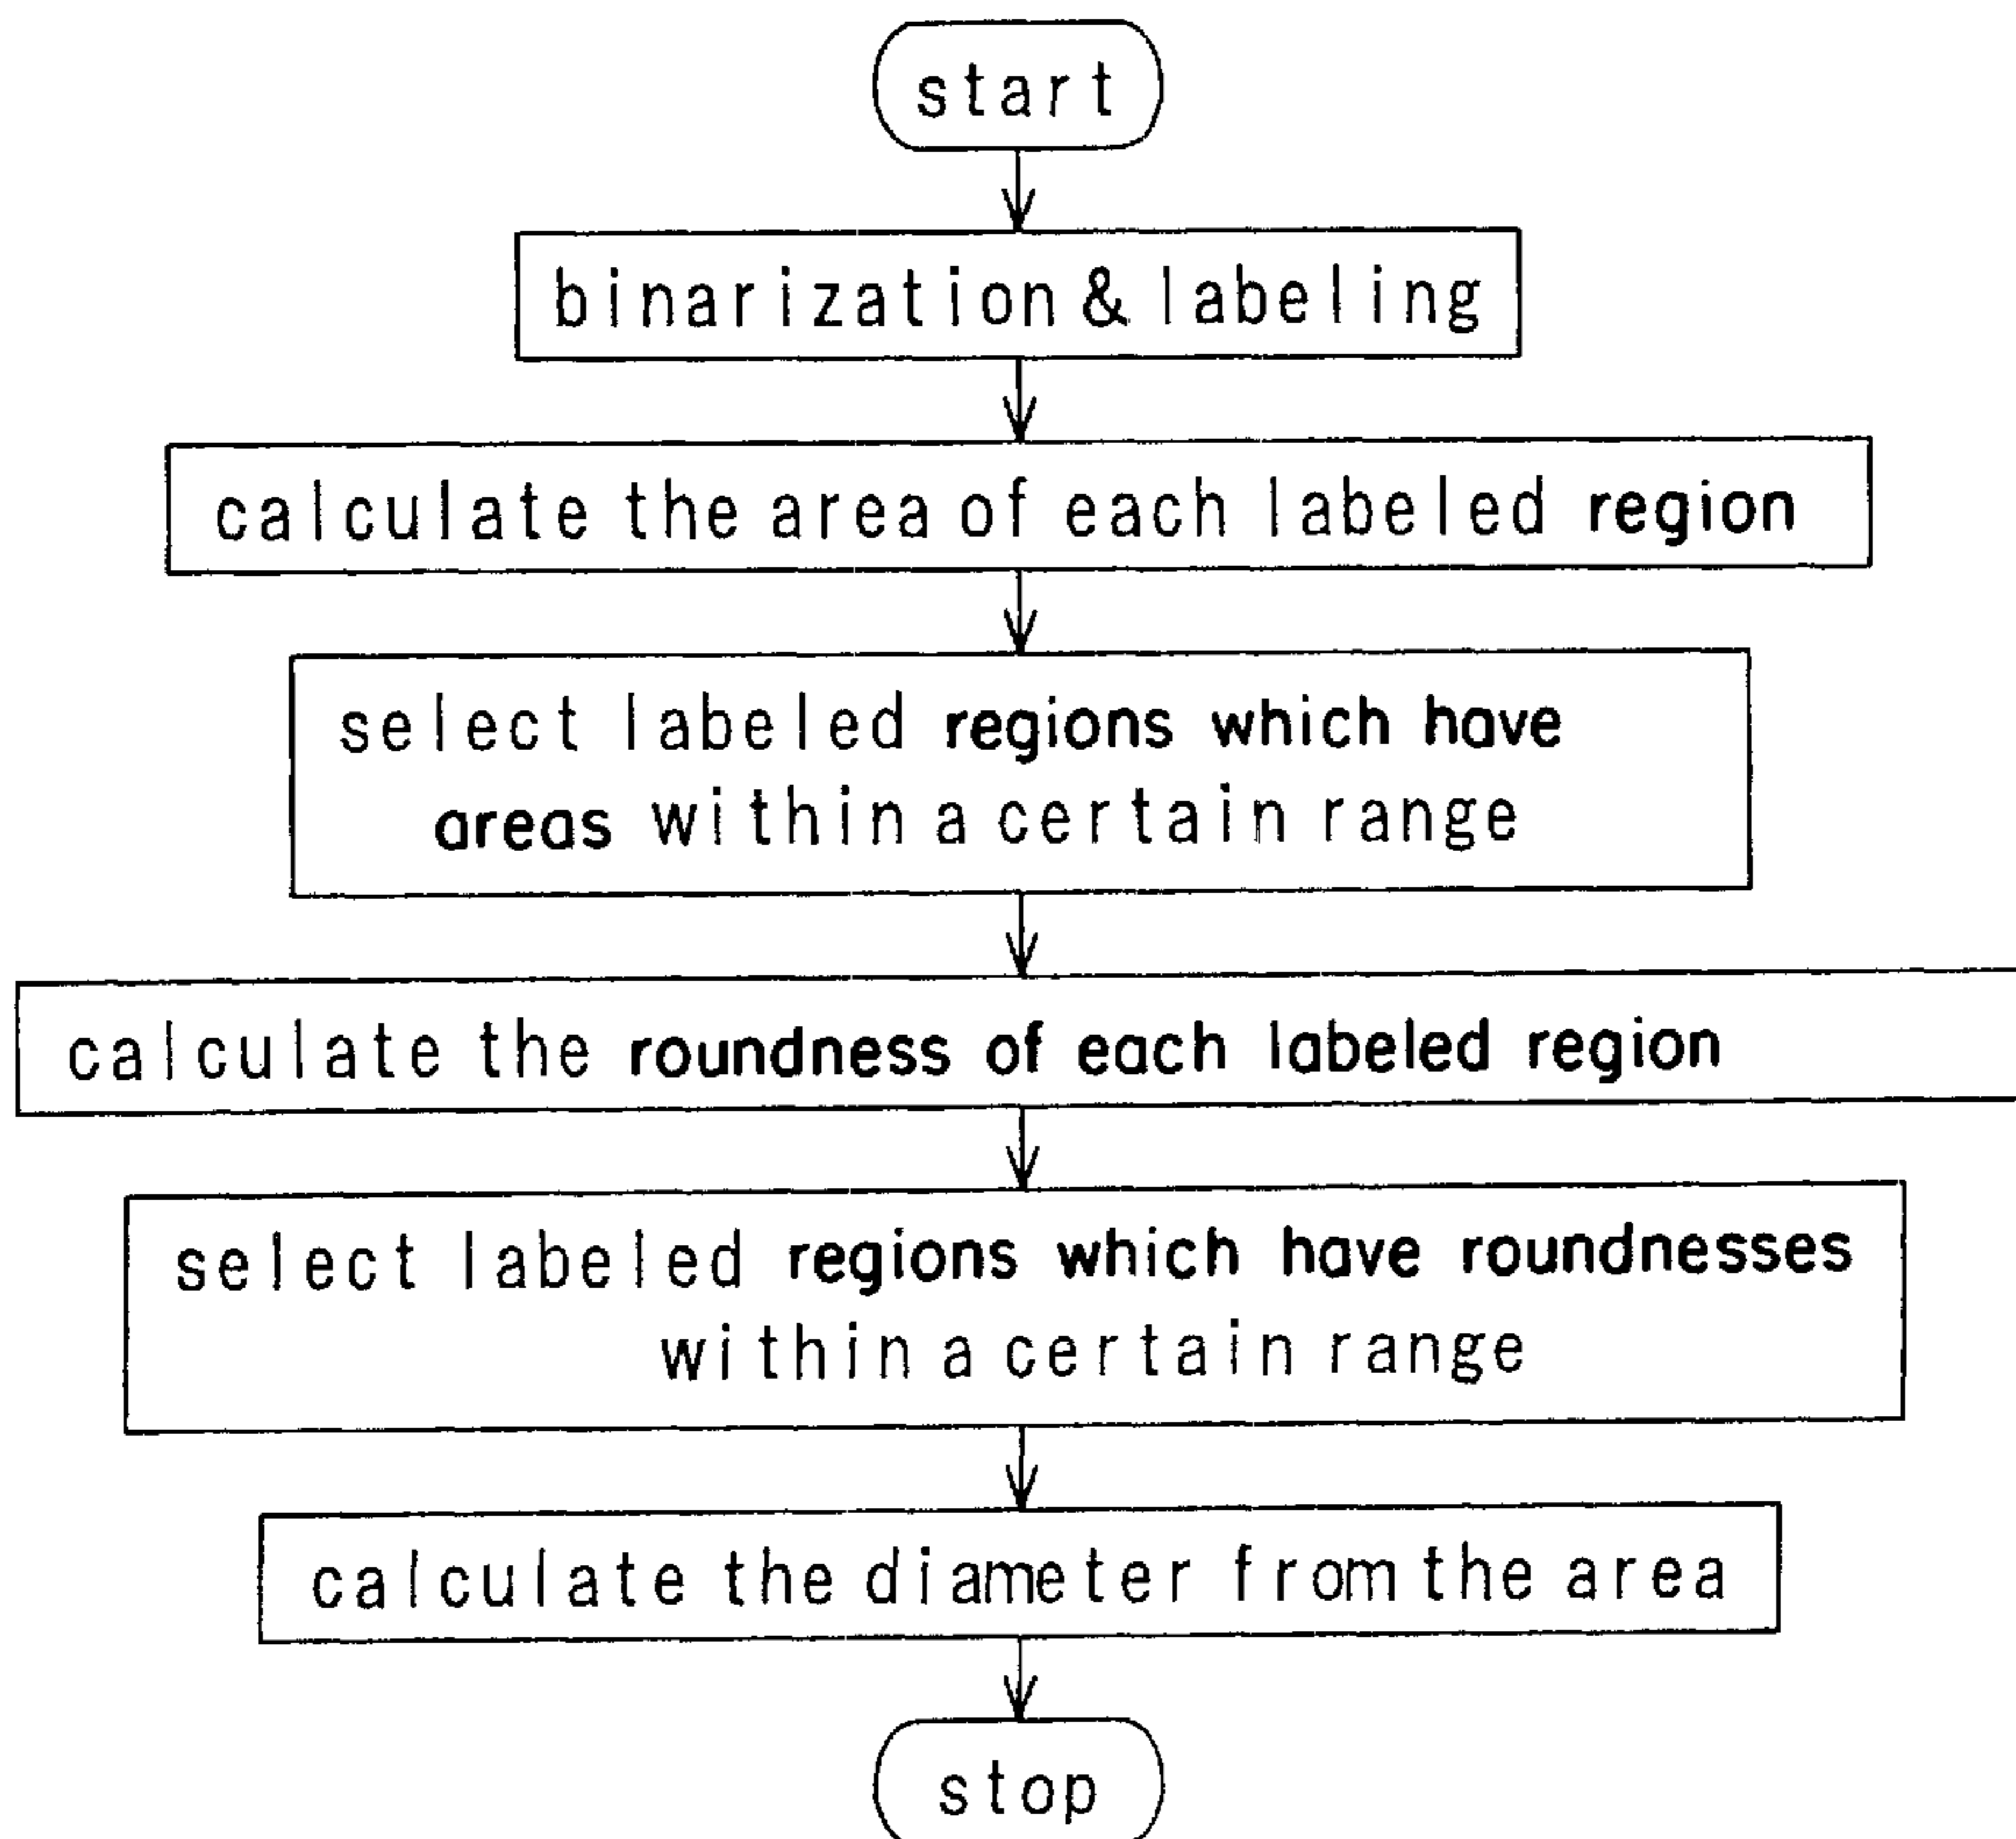 start
binarization & labeling
calculate the area of each labeled region
select labeled regions which have
areas within a certain range
calculate the roundness of each labeled region
select labeled regions which have roundnesses
within a certain range
calculate the diameter from the area
stop